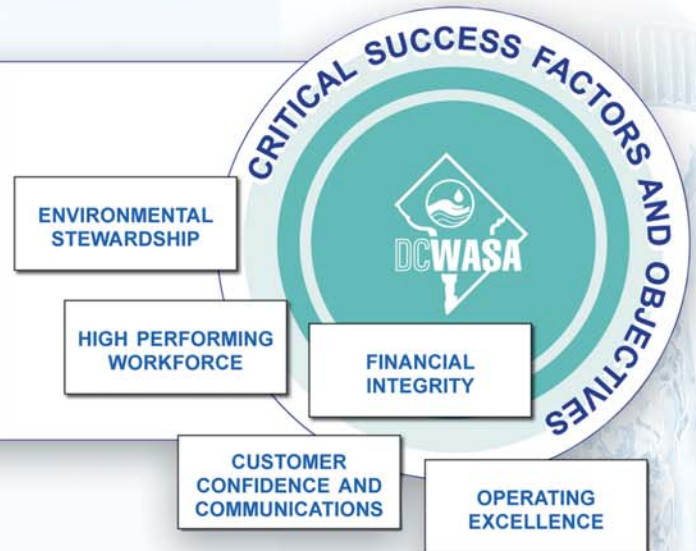 CRITICAL SUCCESS FACTORS AND OBJECTIVES
DCWASA
ENVIRONMENTAL
STEWARDSHIP
HIGH PERFORMING
WORKFORCE
FINANCIAL
INTEGRITY
CUSTOMER
CONFIDENCE AND
COMMUNICATIONS
OPERATING
EXCELLENCE